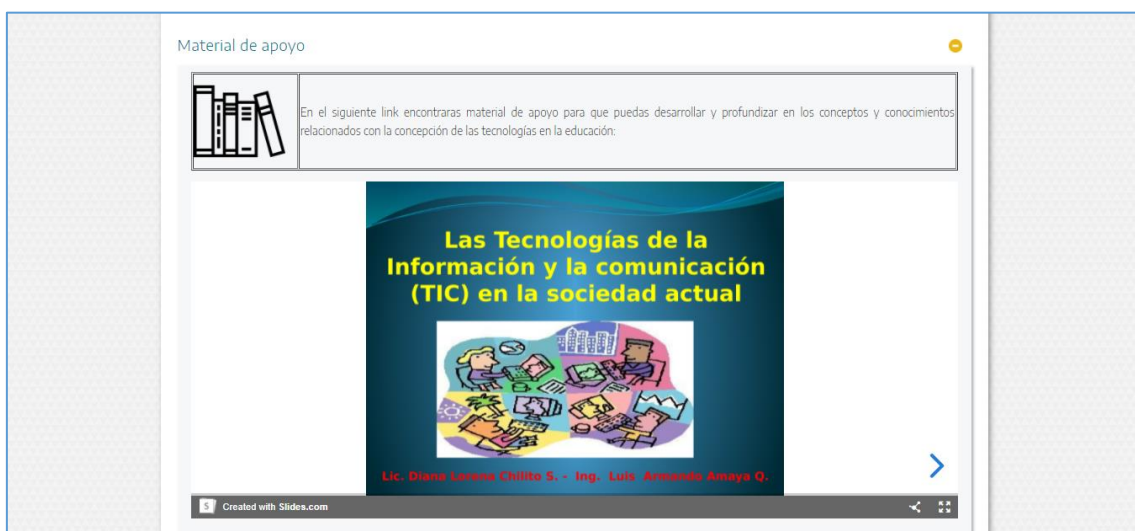 Material de apoyo
En el siguiente link encontraras material de apoyo para que puedas desarrollar y profundizar en los conceptos y conocimientos
relacionados con la concepción de las tecnologías en la educación:
Las Tecnologías de la
Información y la comunicación
(TIC) en la sociedad actual
Lic. Diana Lorena Chilito S. - Ing. Luis Armando Amaya Q.
S Created with Slides.com